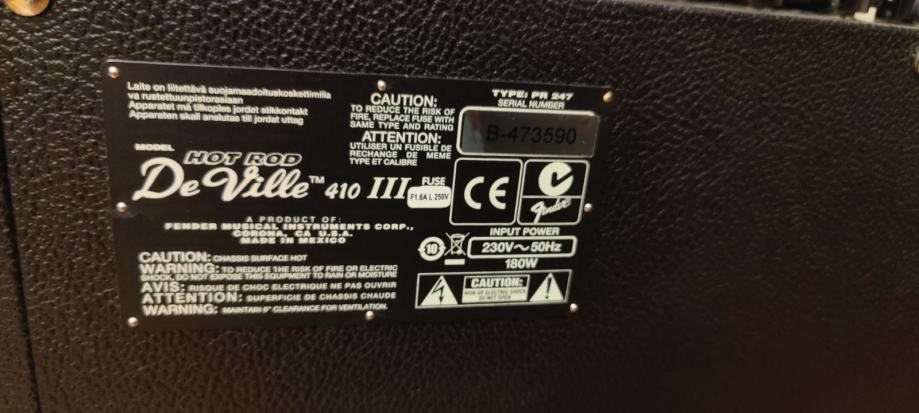 Laite on liitettävä suojamaadoituskoskettimilla
va rustettuunpistorasiaan
Apparatet må tilkoples jordet stikkontakt
Apparaten skall anslutas till jordat uttag
MODEL
HOT ROD
De Ville™ 410 III
A PRODUCT OF:
FENDER MUSICAL INSTRUMENTS CORP.,
CORONA, CA U.S.A.
MADE IN MEXICO
CAUTION: CHASSIS SURFACE HOT
WARNING: TO REDUCE THE RISK OF FIRE OR ELECTRIC
SHOCK, DO NOT EXPOSE THIS EQUIPMENT TO RAIN OR MOISTURE
AVIS: RISQUE DE CHOC ELECTRIQUE NE PAS OUVRIR
ATTENTION: SUPERFICIE DE CHASSIS CHAUDE
WARNING: MAINTAIN 6" CLEARANCE FOR VENTILATION.
CAUTION:
TO REDUCE THE RISK OF
FIRE, REPLACE FUSE WITH
SAME TYPE AND RATING
ATTENTION:
UTILISER UN FUSIBLE DE
RECHANGE DE MEME
TYPE ET CALIBRE
FUSE
F1.6A L 250V
TYPE: PR 247
SERIAL NUMBER
B-473590
CE
Fender
INPUT POWER
230V~50Hz
180W
10
CAUTION:
RISK OF ELECTRIC SHOCK
DO NOT OPEN